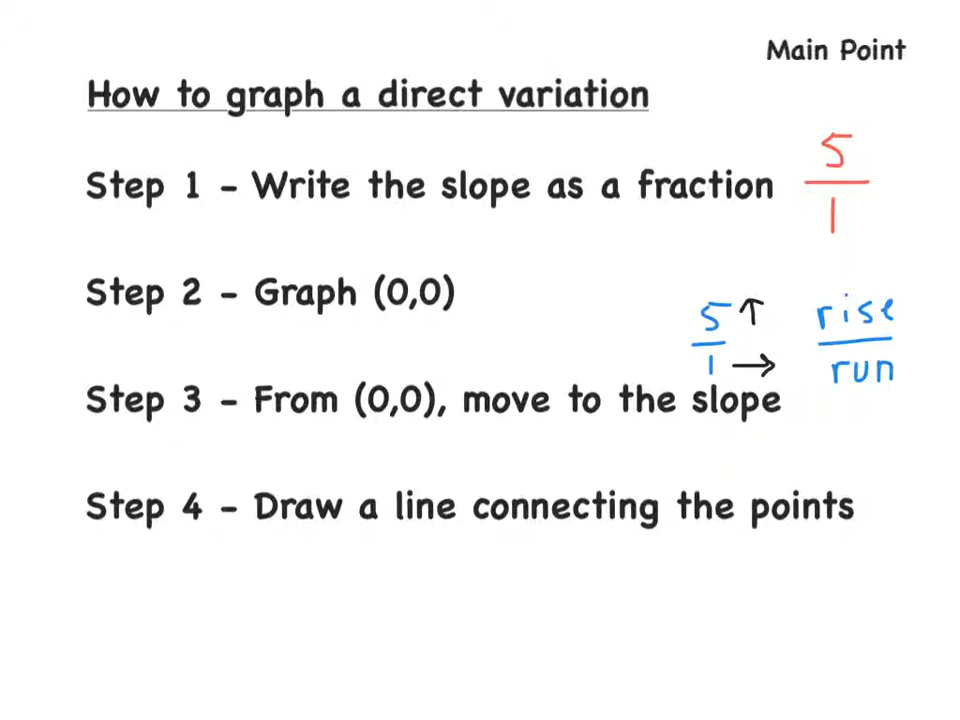 Main Point
How to graph a direct variation
Step 1 - Write the slope as a fraction
5
1
Step 2 - Graph (0,0)
5 ↑
1 →
rise
run
Step 3 - From (0,0), move to the slope
Step 4 - Draw a line connecting the points